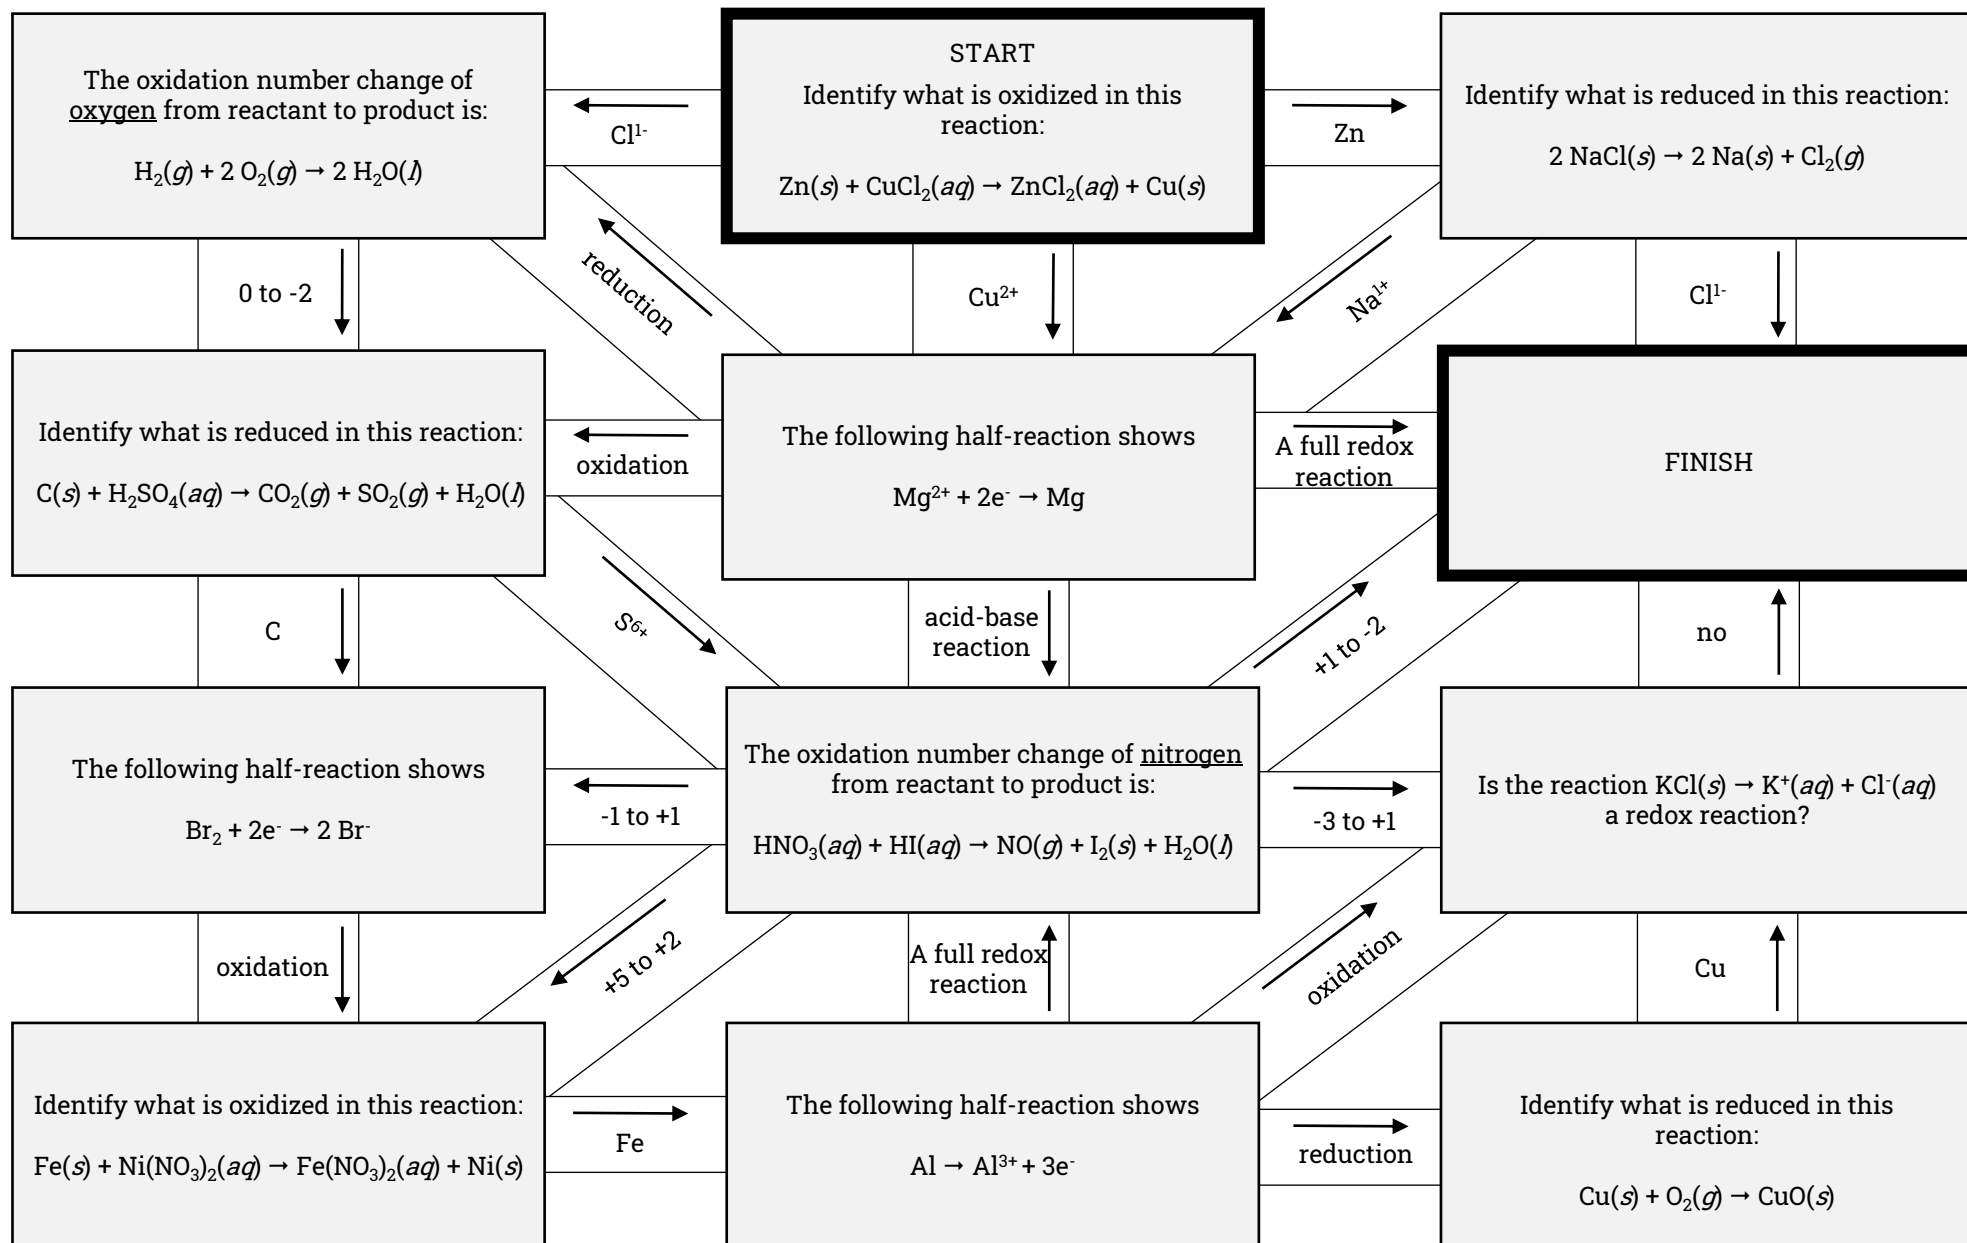 The oxidation number change of
oxygen from reactant to product is:
H₂(g) + 2 O₂(g) → 2 H₂O(l)
Cl¹⁻
START
Identify what is oxidized in this
reaction:
Zn(s) + CuCl₂(aq) → ZnCl₂(aq) + Cu(s)
Zn
Identify what is reduced in this reaction:
2 NaCl(s) → 2 Na(s) + Cl₂(g)
0 to -2
reduction
Cu²⁺
Na¹⁺
Cl¹⁻
Identify what is reduced in this reaction:
C(s) + H₂SO₄(aq) → CO₂(g) + SO₂(g) + H₂O(l)
oxidation
The following half-reaction shows
Mg²⁺ + 2e⁻ → Mg
A full redox
reaction
FINISH
C
S⁶⁺
acid-base
reaction
+1 to -2
no
The following half-reaction shows
Br₂ + 2e⁻ → 2 Br⁻
-1 to +1
The oxidation number change of nitrogen
from reactant to product is:
HNO₃(aq) + HI(aq) → NO(g) + I₂(s) + H₂O(l)
-3 to +1
Is the reaction KCl(s) → K⁺(aq) + Cl⁻(aq)
a redox reaction?
oxidation
+5 to +2
A full redox
reaction
oxidation
Cu
Identify what is oxidized in this reaction:
Fe(s) + Ni(NO₃)₂(aq) → Fe(NO₃)₂(aq) + Ni(s)
Fe
The following half-reaction shows
Al → Al³⁺ + 3e⁻
reduction
Identify what is reduced in this
reaction:
Cu(s) + O₂(g) → CuO(s)